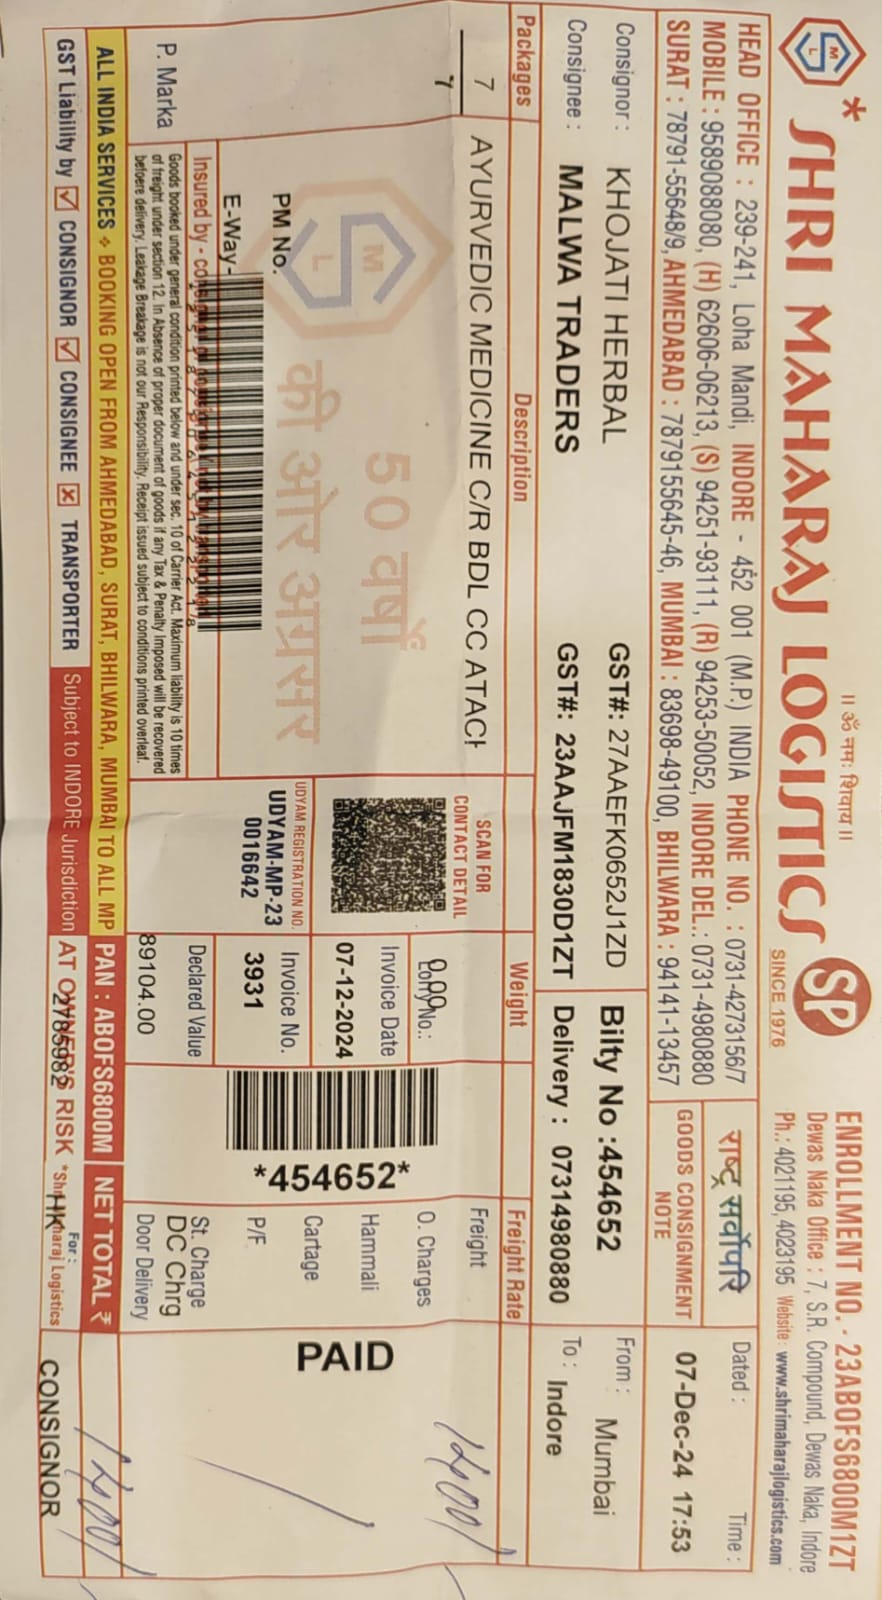 ॥ ॐ नमः शिवाय ॥
SHRI MAHARAJ LOGISTICS
SP
SINCE 1976
ENROLLMENT NO. - 23ABOFS6800M1ZT
Dewas Naka Office : 7, S.R. Compound, Dewas Naka, Indore
Ph.: 4021195, 4023195 Website: www.shrimaharajlogistics.com
HEAD OFFICE : 239-241, Loha Mandi, INDORE - 452 001 (M.P.) INDIA PHONE NO. : 0731-4273156/7
MOBILE : 9589088080, (H) 62606-06213, (S) 94251-93111, (R) 94253-50052, INDORE DEL.: 0731-4980880
SURAT : 78791-55648/9, AHMEDABAD : 7879155645-46, MUMBAI : 83698-49100, BHILWARA : 94141-13457
राष्ट्र सर्वोपरि
GOODS CONSIGNMENT NOTE
Dated : Time :
07-Dec-24 17:53
Consignor : KHOJATI HERBAL GST#: 27AAEFK0652J1ZD Bilty No :454652 From : Mumbai
Consignee : MALWA TRADERS GST#: 23AAJFM1830D1ZT Delivery : 07314980880 To : Indore
Packages Description Weight Freight Rate
7 AYURVEDIC MEDICINE C/R BDL CC ATACH
7
50 वर्षों
की ओर अग्रसर
SCAN FOR
CONTACT DETAIL
0.00
Lorry No.:
Invoice Date
07-12-2024
Invoice No.
3931
Declared Value
89104.00
UDYAM REGISTRATION NO.
UDYAM-MP-23
0016642
*454652*
Freight 1400/
O. Charges
Hammali
Cartage
P/F
St. Charge
DC Chrg
Door Delivery
PAID
PM No.
E-Way-
P. Marka
Insured by -
Goods booked under general condition printed below and under sec. 10 of Carrier Act. Maximum liability is 10 times
of freight under section 12. In Absence of proper document of goods if any Tax & Penalty Imposed will be recovered
befoere delivery. Leakage Breakage is not our Responsibility. Receipt issued subject to conditions printed overleaf.
ALL INDIA SERVICES ❖ BOOKING OPEN FROM AHMEDABAD, SURAT, BHILWARA, MUMBAI TO ALL MP
PAN : ABOFS6800M NET TOTAL ₹ 1400/
GST Liability by CONSIGNOR CONSIGNEE TRANSPORTER
Subject to INDORE Jurisdiction
AT OWNER'S RISK
2785982
For :
*Shri Maharaj Logistics
HK
CONSIGNOR